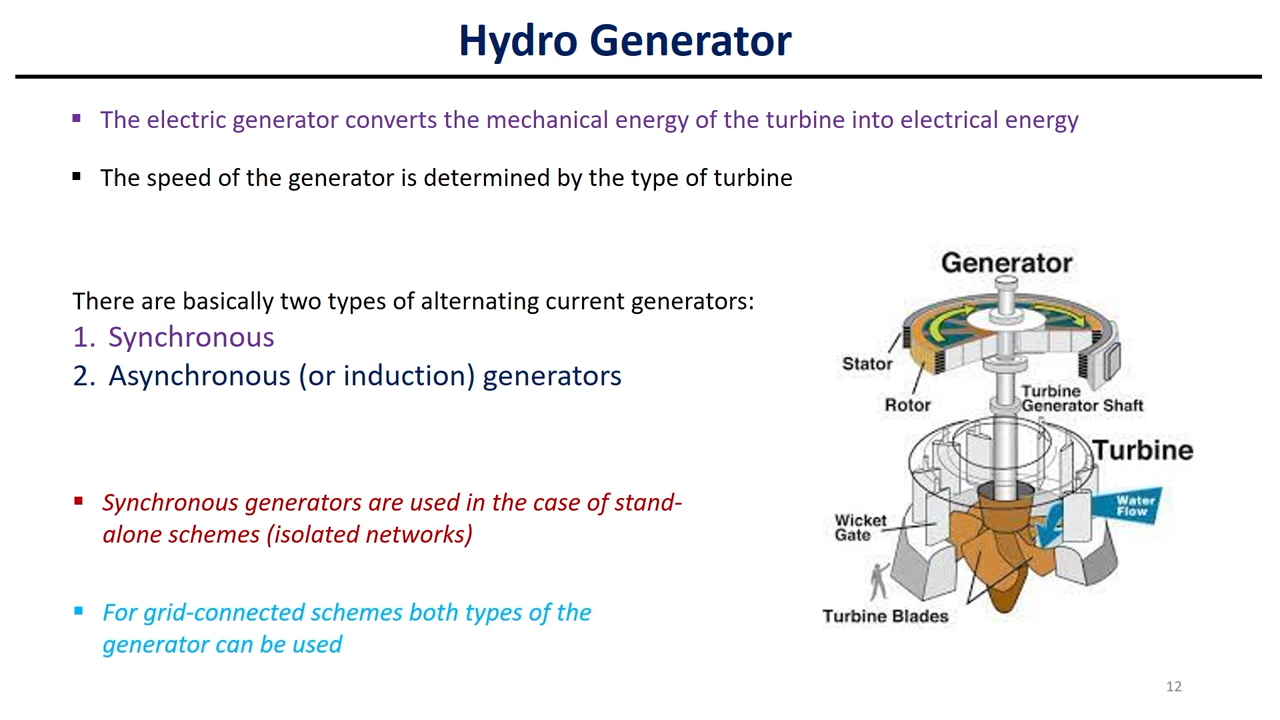 Hydro Generator
▪ The electric generator converts the mechanical energy of the turbine into electrical energy
▪ The speed of the generator is determined by the type of turbine
There are basically two types of alternating current generators:
1. Synchronous
2. Asynchronous (or induction) generators
▪ Synchronous generators are used in the case of stand-
alone schemes (isolated networks)
▪ For grid-connected schemes both types of the
generator can be used
Generator
Stator
Rotor
Turbine
Generator Shaft
Turbine
Water
Flow
Wicket
Gate
Turbine Blades
12